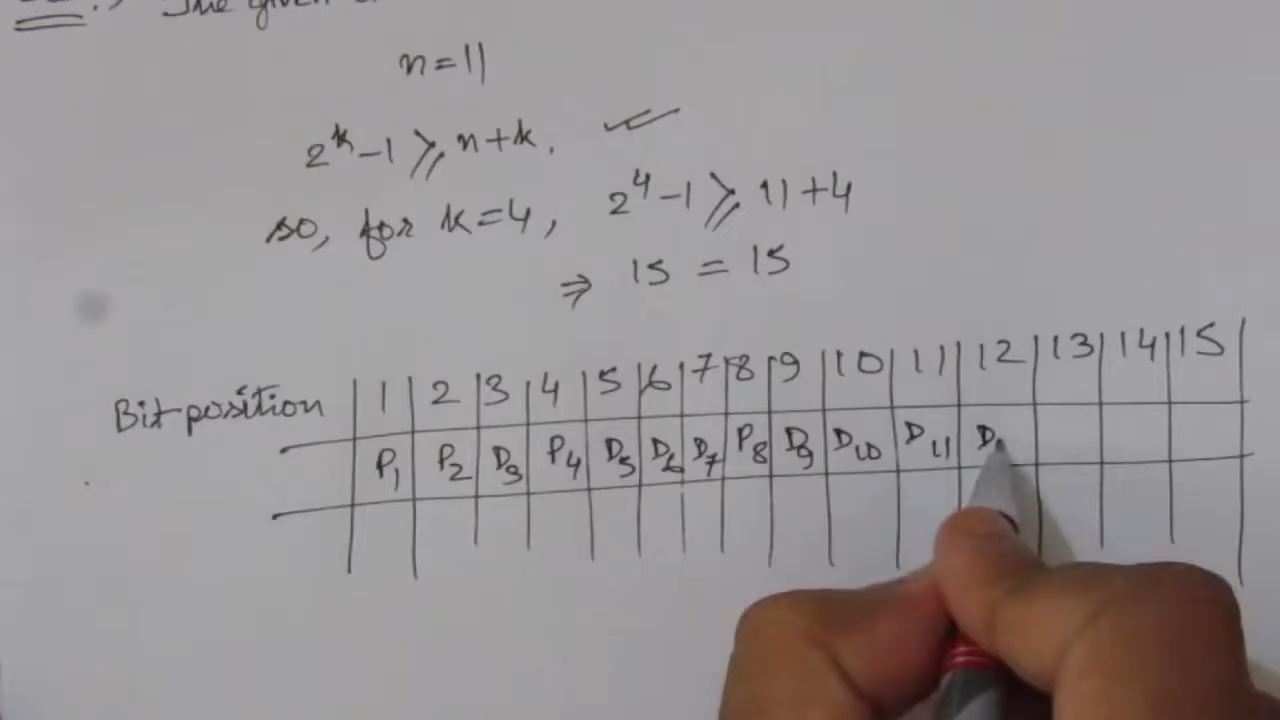 The given
n = 11
2^k - 1 ⩾ n + k.
so, for k = 4, 2^4 - 1 ⩾ 11 + 4
⇒ 15 = 15
Bit position 1 2 3 4 5 6 7 8 9 10 11 12 13 14 15
P1 P2 D3 P4 D5 D6 D7 P8 D9 D10 D11 D